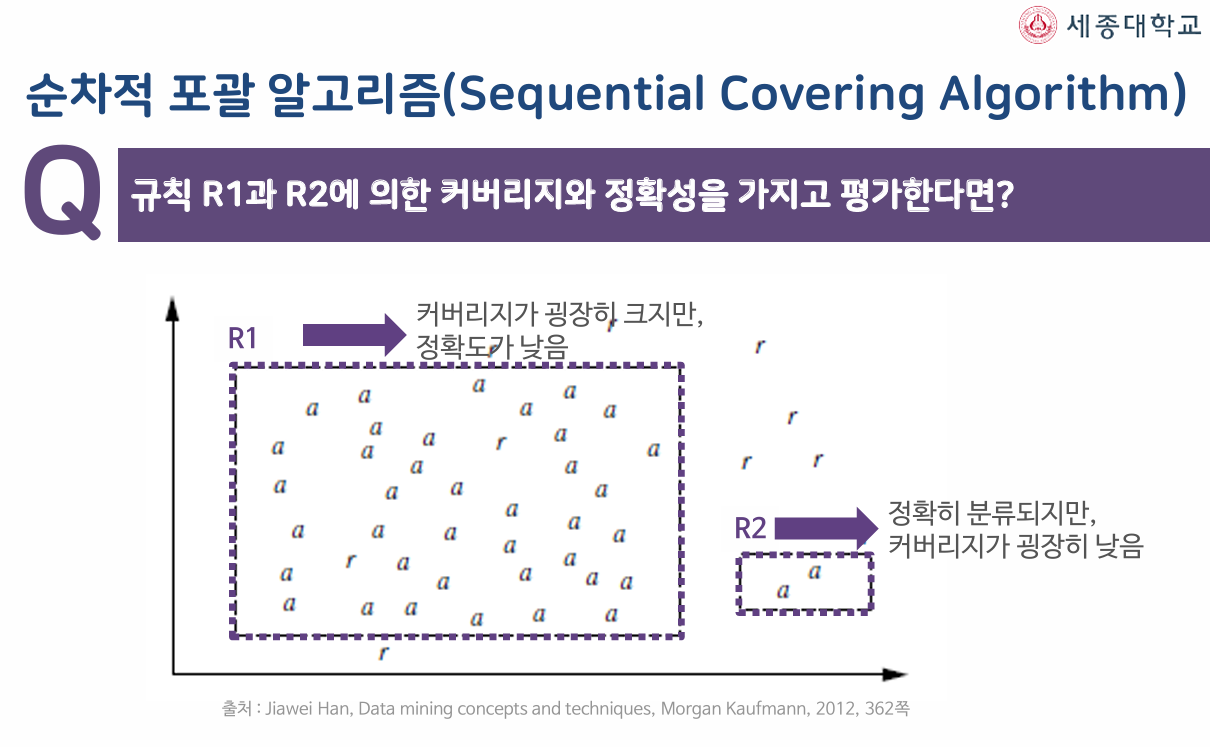 세종대학교
순차적 포괄 알고리즘(Sequential Covering Algorithm)
Q
규칙 R1과 R2에 의한 커버리지와 정확성을 가지고 평가한다면?
R1
커버리지가 굉장히 크지만,
정확도가 낮음
r
r
r
a
a
a
a
a
a
r
a
a
r
a
a
r
a
a
a
a
r
r
a
a
a
a
a
a
a
a
a
a
a
r
a
a
a
a
a
a
a
a
a
a
a
a
a
a
r
R2
정확히 분류되지만,
커버리지가 굉장히 낮음
a
a
출처 : Jiawei Han, Data mining concepts and techniques, Morgan Kaufmann, 2012, 362쪽